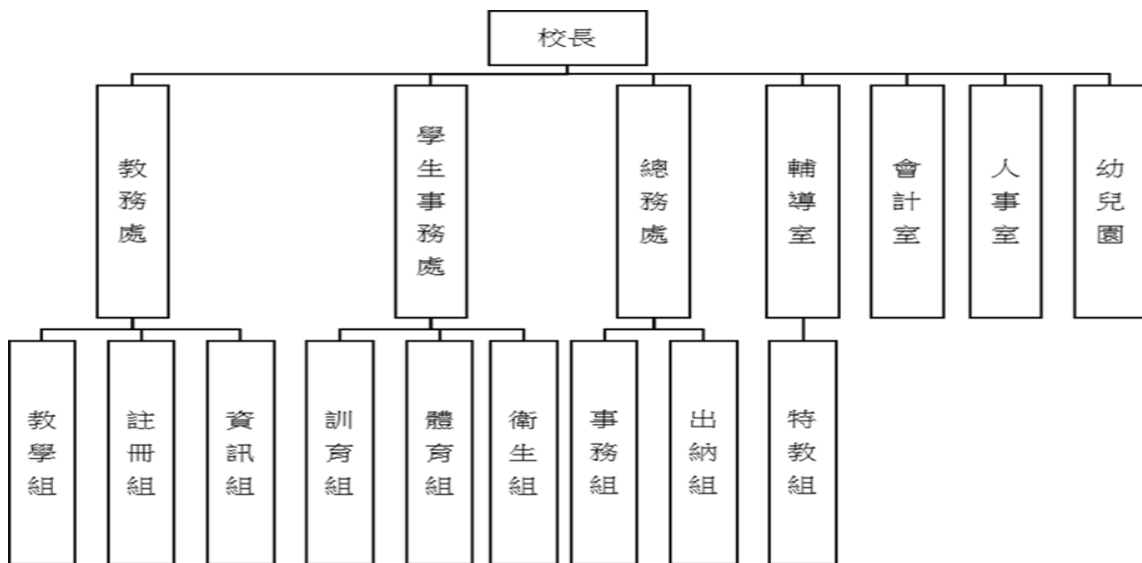 校長
教務處
學生事務處
總務處
輔導室
會計室
人事室
幼兒園
教學組
註冊組
資訊組
訓育組
體育組
衛生組
事務組
出納組
特教組